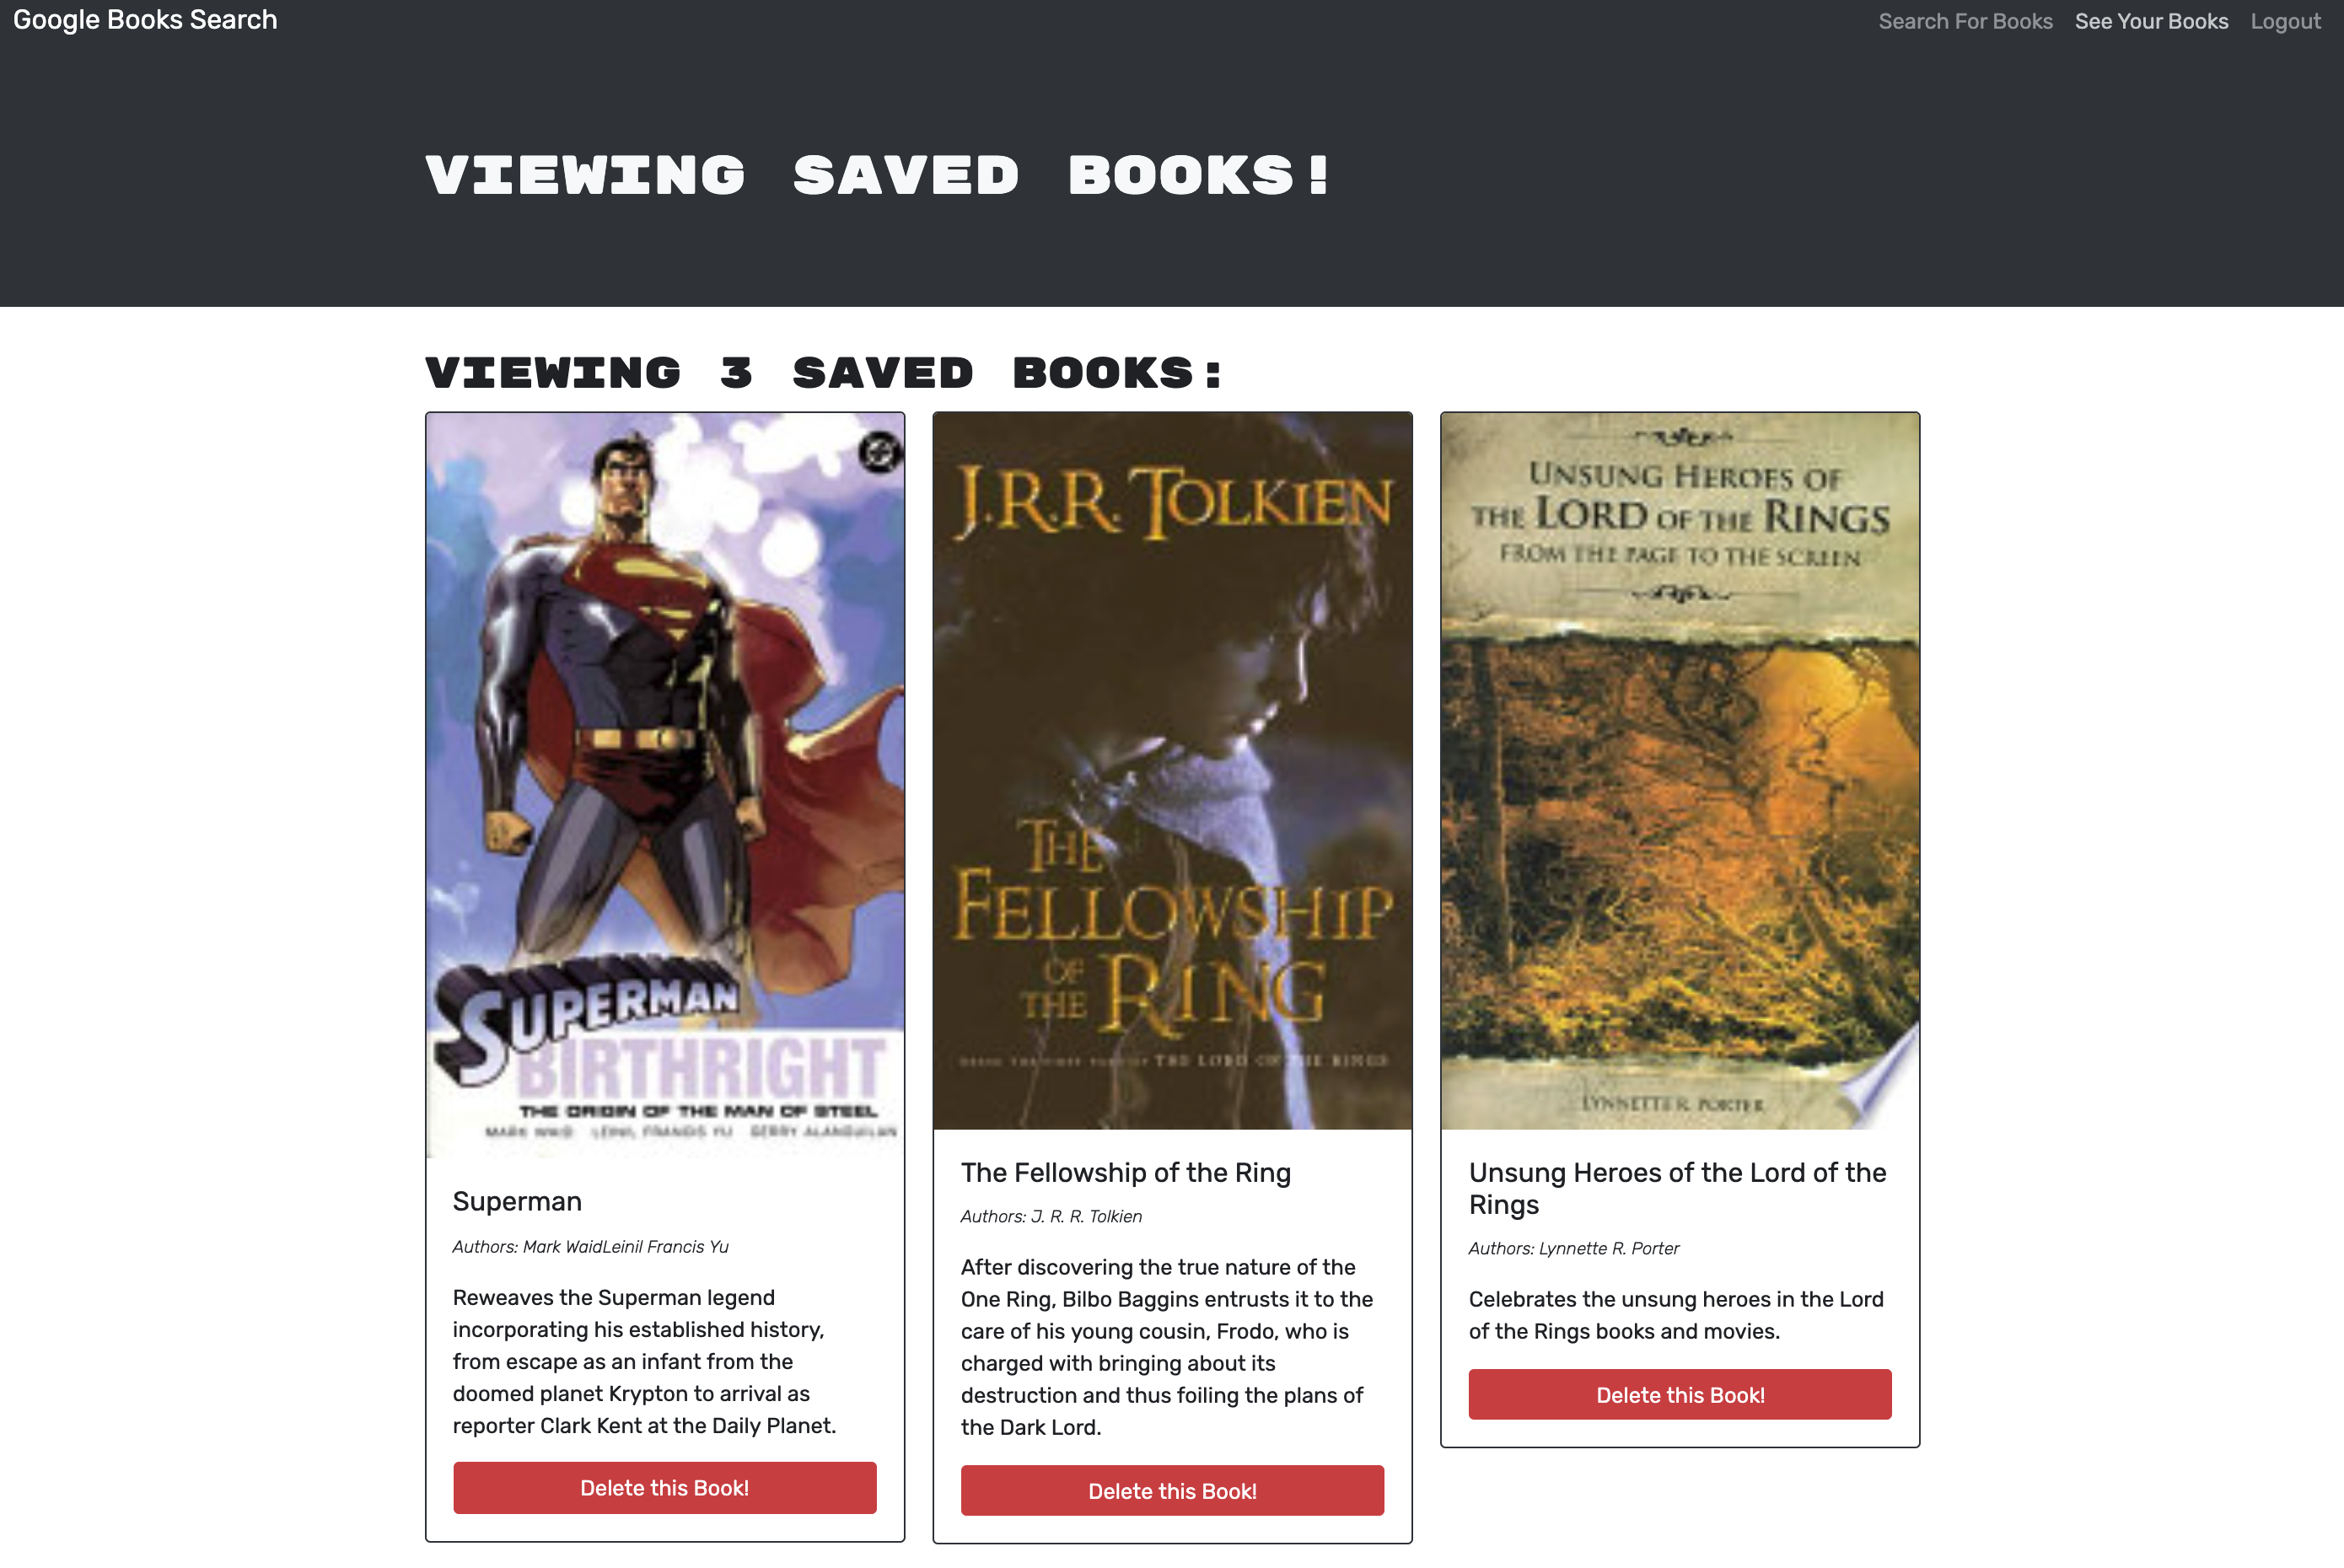 Google Books Search
Search For Books See Your Books Logout
VIEWING SAVED BOOKS!
VIEWING 3 SAVED BOOKS:
SUPERMAN
BIRTHRIGHT
THE ORIGIN OF THE MAN OF STEEL
MARK WAID LEINIL FRANCIS YU GERRY ALANGUILAN
Superman
Authors: Mark WaidLeinil Francis Yu
Reweaves the Superman legend
incorporating his established history,
from escape as an infant from the
doomed planet Krypton to arrival as
reporter Clark Kent at the Daily Planet.
Delete this Book!
J.R.R. TOLKIEN
THE
FELLOWSHIP
OF
THE RING
BEING THE FIRST PART OF THE LORD OF THE RINGS
The Fellowship of the Ring
Authors: J. R. R. Tolkien
After discovering the true nature of the
One Ring, Bilbo Baggins entrusts it to the
care of his young cousin, Frodo, who is
charged with bringing about its
destruction and thus foiling the plans of
the Dark Lord.
Delete this Book!
UNSUNG HEROES OF
THE LORD OF THE RINGS
FROM THE PAGE TO THE SCREEN
LYNNETTE R. PORTER
Unsung Heroes of the Lord of the
Rings
Authors: Lynnette R. Porter
Celebrates the unsung heroes in the Lord
of the Rings books and movies.
Delete this Book!